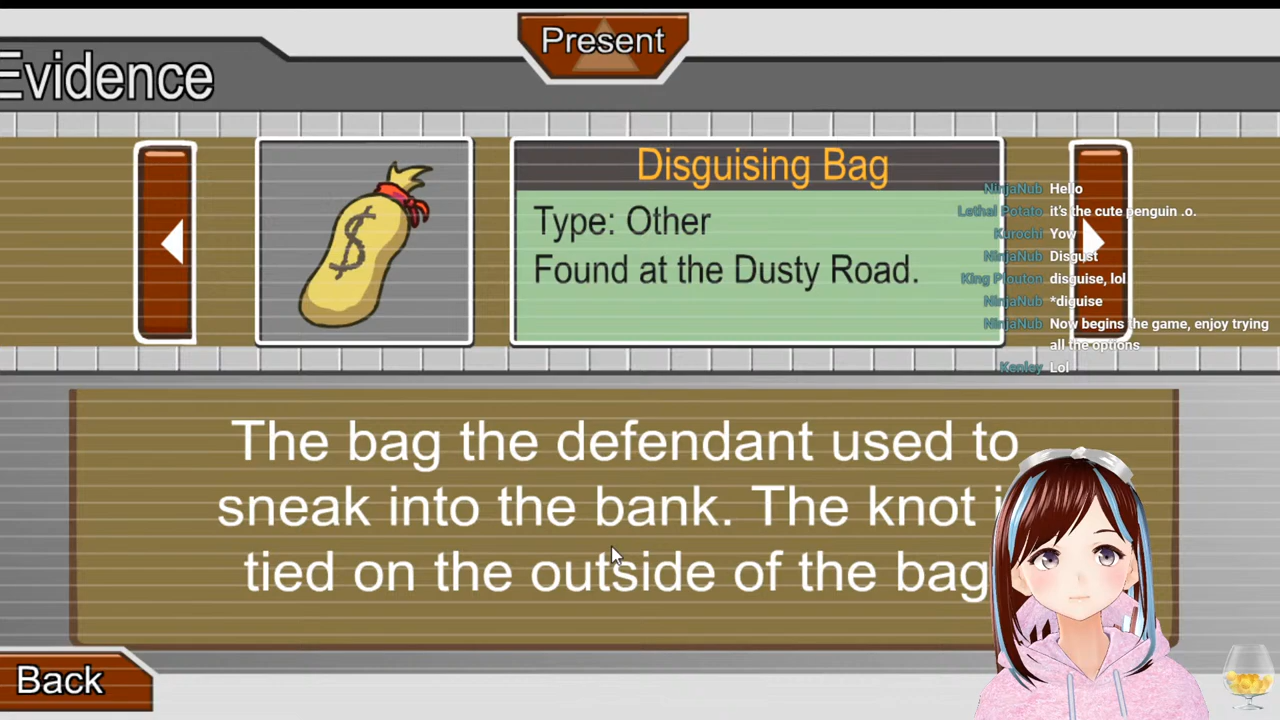 Present
Evidence
Disguising Bag
Type: Other
Found at the Dusty Road.
$
NinjaNub Hello
Lethal Potato it's the cute penguin .o.
Kurochi Yow
NinjaNub Disgust
King Plouton disguise, lol
NinjaNub *diguise
NinjaNub Now begins the game, enjoy trying
all the options
Kenley Lol
The bag the defendant used to
sneak into the bank. The knot i
tied on the outside of the bag
Back